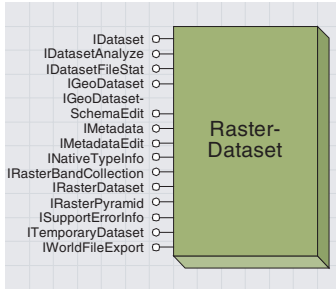 IDataset
IDatasetAnalyze
IDatasetFileStat
IGeoDataset
IGeoDataset-
SchemaEdit
IMetadata
IMetadataEdit
INativeTypeInfo
IRasterBandCollection
IRasterDataset
IRasterPyramid
ISupportErrorInfo
ITemporaryDataset
IWorldFileExport
Raster-
Dataset